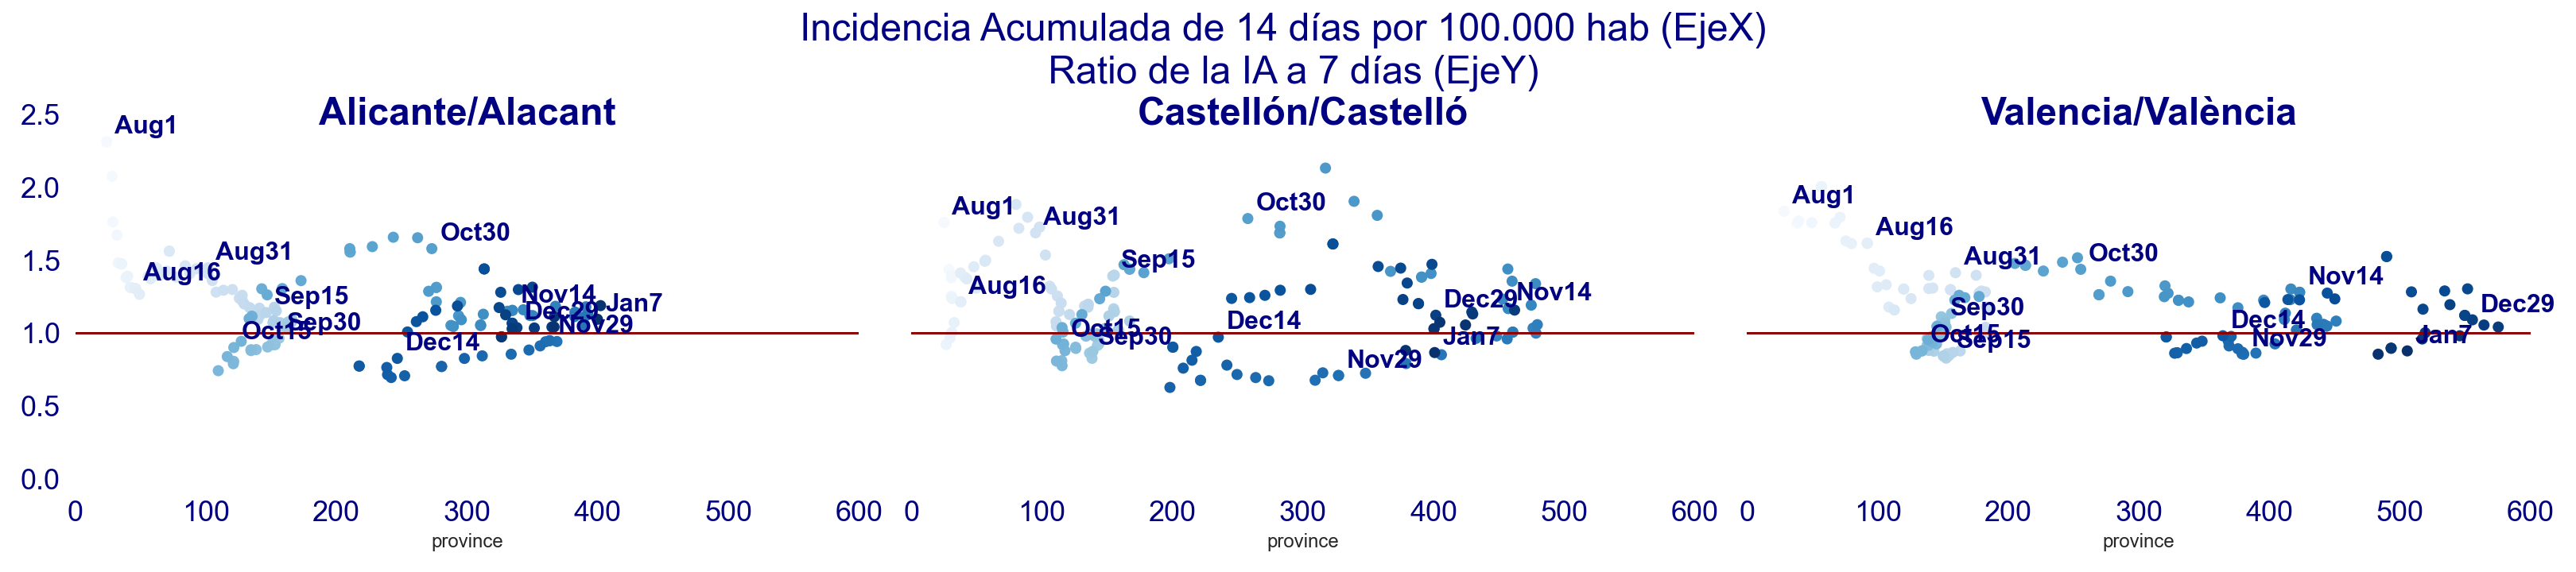 Incidencia Acumulada de 14 días por 100.000 hab (EjeX)
Ratio de la IA a 7 días (EjeY)
Alicante/Alacant
2.5
2.0
1.5
1.0
0.5
0.0
Aug1
Aug16
Aug31
Sep15
Sep30
Oct15
Oct30
Nov14
Nov29
Dec14
Dec29
Jan7
0 100 200 300 400 500 600
province
Castellón/Castelló
Aug1
Aug16
Aug31
Sep15
Sep30
Oct15
Oct30
Nov14
Nov29
Dec14
Dec29
Jan7
0 100 200 300 400 500 600
province
Valencia/València
Aug1
Aug16
Aug31
Sep15
Sep30
Oct15
Oct30
Nov14
Nov29
Dec14
Dec29
Jan7
0 100 200 300 400 500 600
province